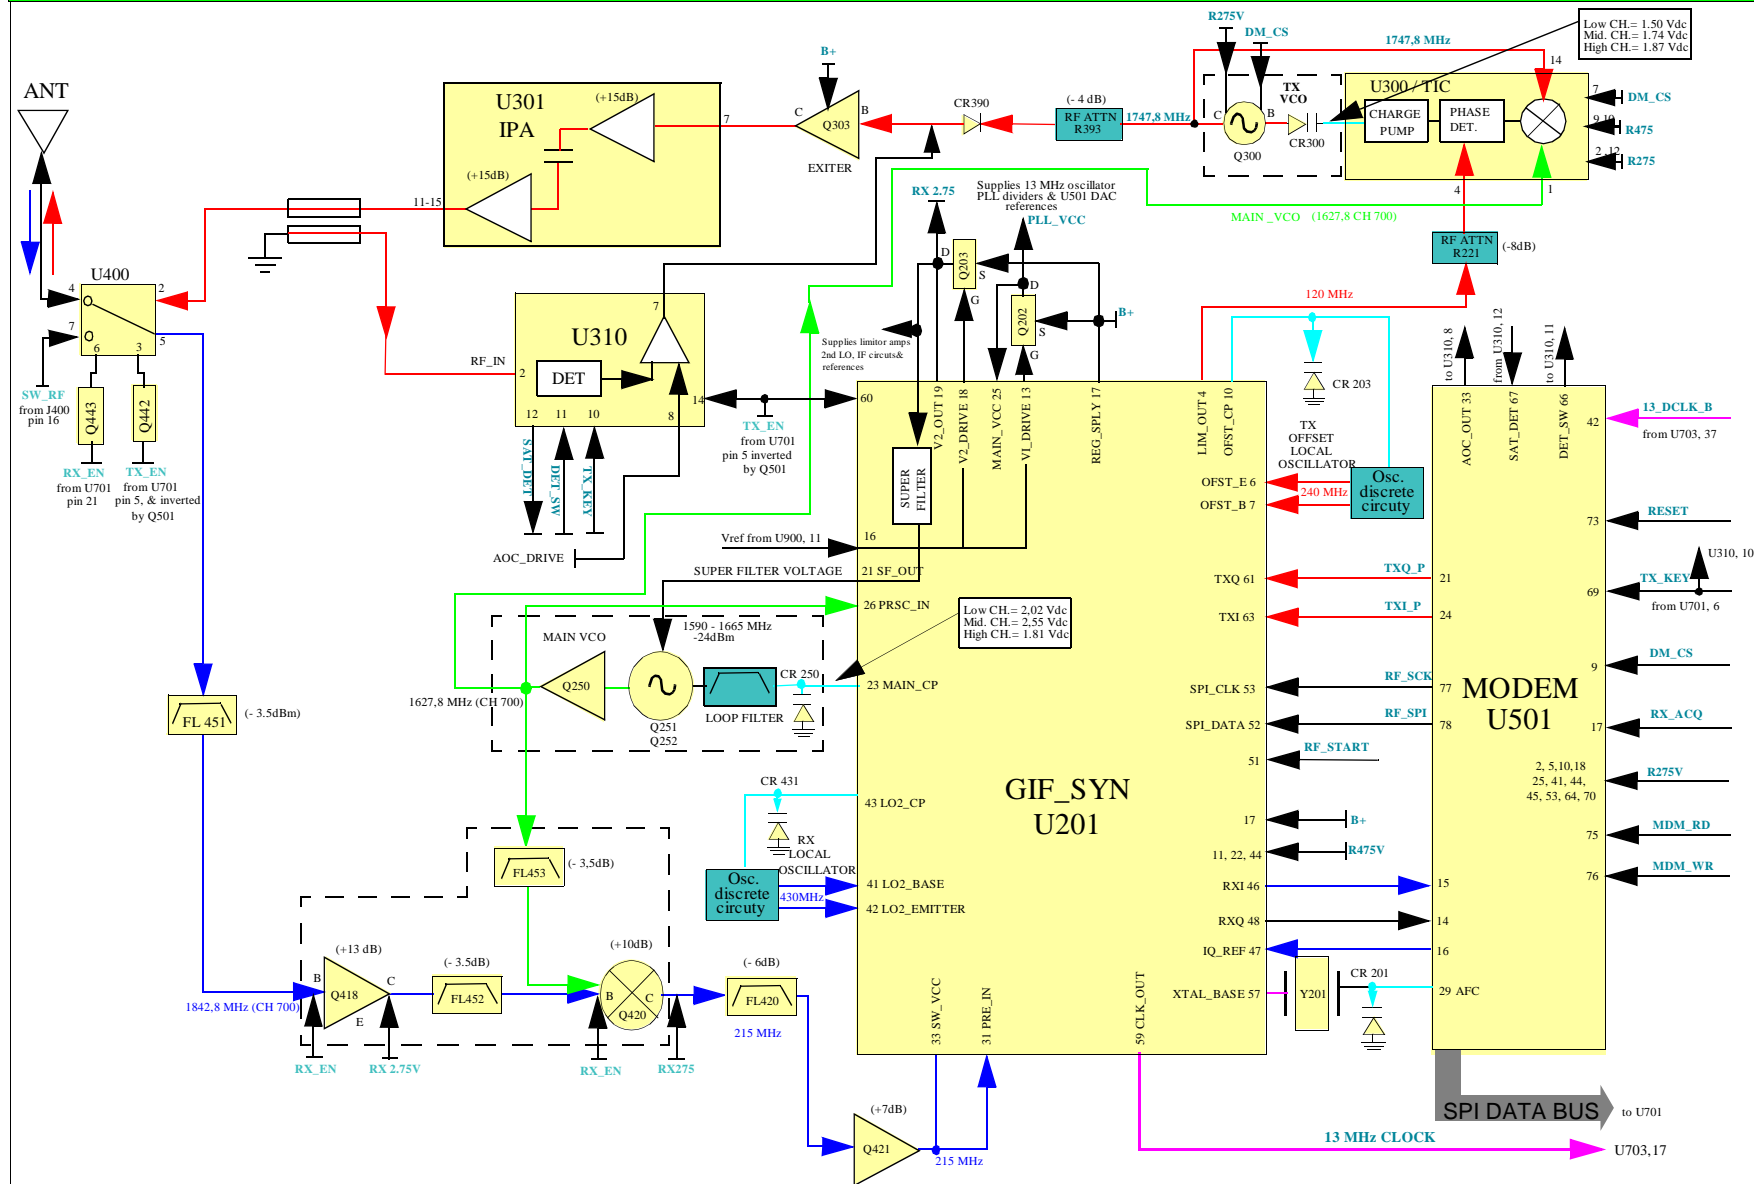 R275V
DM_CS
B+
1747,8 MHz
Low CH.= 1.50 Vdc
Mid. CH.= 1.74 Vdc
High CH.= 1.87 Vdc
ANT
U301
IPA
(+15dB)
(+15dB)
7
11-15
C
B
Q303
EXITER
CR390
(- 4 dB)
RF ATTN
R393
1747,8 MHz
TX
VCO
C
B
Q300
CR300
U300 / TIC
14
CHARGE
PUMP
PHASE
DET.
7
DM_CS
R475
2 ,12
R275
4
1
MAIN _VCO
(1627,8 CH 700)
RF ATTN
R221
(-8dB)
120 MHz
U400
4
2
7
5
6
3
SW_RF
from J400
pin 16
Q443
Q442
RX_EN
from U701
pin 21
TX_EN
from U701
pin 5, & inverted
by Q501
RF_IN
U310
7
DET
2
14
12
11
10
8
SAT_DET
DET_SW
TX_KEY
AOC_DRIVE
TX_EN
from U701
pin 5 inverted
by Q501
60
RX 2.75
Supplies 13 MHz oscillator
PLL dividers & U501 DAC
references
PLL_VCC
D
Q203
S
G
D
Q202
S
G
B+
Supplies limitor amps
2nd LO, IF circuts&
references
V2_OUT 19
V2_DRIVE 18
MAIN_VCC 25
VI_DRIVE 13
REG_SPLY 17
LIM_OUT 4
OFST_CP 10
SUPER
FILTER
CR 203
TX
OFFSET
LOCAL
OSCILLATOR
Osc.
discrete
circuty
240 MHz
OFST_E 6
OFST_B 7
to U310, 8
from U310, 12
to U310, 11
AOC_OUT 33
SAT_DET 67
DET_SW 66
42
13_DCLK_B
from U703, 37
73
RESET
U310, 10
TX_KEY
69
from U701, 6
9
DM_CS
17
RX_ACQ
2, 5,10,18
25, 41, 44,
45, 53, 64, 70
R275V
75
MDM_RD
76
MDM_WR
MODEM
U501
Vref from U900, 11
16
SUPER FILTER VOLTAGE
21 SF_OUT
26 PRSC_IN
1590 - 1665 MHz
-24dBm
Low CH.= 2,02 Vdc
Mid. CH.= 2,55 Vdc
High CH.= 1.81 Vdc
MAIN VCO
Q250
Q251
Q252
LOOP FILTER
CR 250
23 MAIN_CP
1627,8 MHz (CH 700)
TXQ 61
TXQ_P
21
TXI 63
TXI_P
24
SPI_CLK 53
RF_SCK
77
SPI_DATA 52
RF_SPI
78
51
RF_START
17
B+
11, 22, 44
R475V
RXI 46
15
RXQ 48
14
IQ_REF 47
16
XTAL_BASE 57
Y201
CR 201
29 AFC
GIF_SYN
U201
FL 451
(- 3.5dBm)
CR 431
43 LO2_CP
RX
LOCAL
OSCILLATOR
Osc.
discrete
circuty
41 LO2_BASE
430MHz
42 LO2_EMITTER
FL453
(- 3,5dB)
(+13 dB)
B
C
Q418
E
1842,8 MHz (CH 700)
(- 3.5dB)
FL452
(+10dB)
B
C
Q420
(- 6dB)
FL420
215 MHz
RX_EN
RX 2.75V
RX_EN
RX275
33 SW_VCC
31 PRE_IN
59 CLK_OUT
(+7dB)
Q421
215 MHz
SPI DATA BUS
to U701
13 MHz CLOCK
U703,17